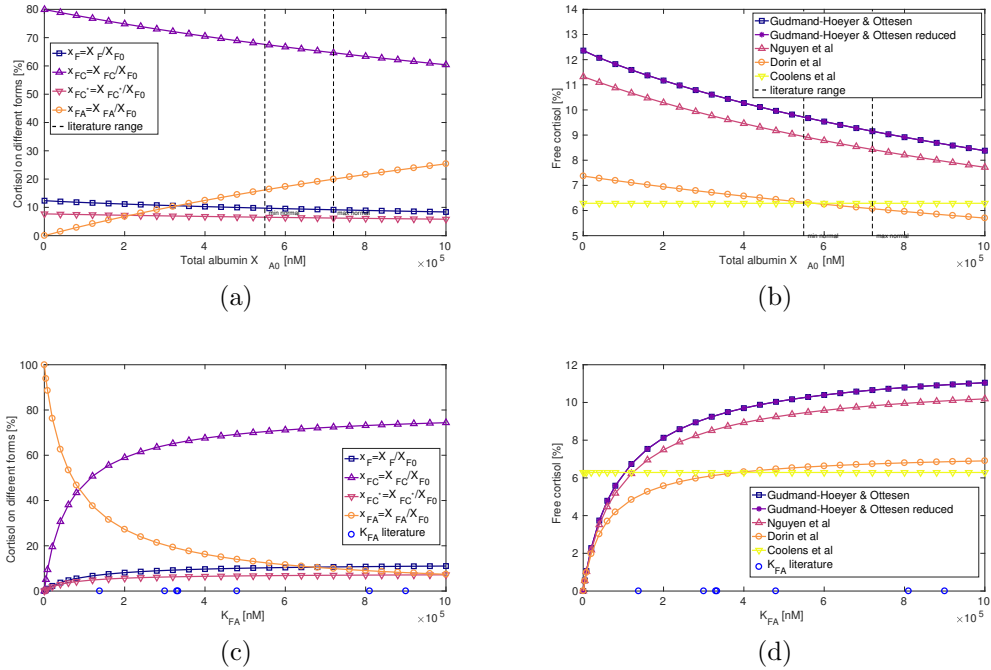 80
70
60
50
40
30
20
10
0
Cortisol on different forms [%]
x_F=X_F/X_F0
x_FC=X_FC/X_F0
x_FC-=X_FC-/X_F0
x_FA=X_FA/X_F0
literature range
min normal
max normal
0 2 4 6 8 10
Total albumin X_A0 [nM]
×10^5
(a)
13
12
11
10
9
8
7
6
5
Free cortisol [%]
Gudmand-Hoeyer & Ottesen
Gudmand-Hoeyer & Ottesen reduced
Nguyen et al
Dorin et al
Coolens et al
literature range
min normal
max normal
0 2 4 6 8 10
Total albumin X_A0 [nM]
×10^5
(b)
100
80
60
40
20
0
Cortisol on different forms [%]
x_F=X_F/X_F0
x_FC=X_FC/X_F0
x_FC-=X_FC-/X_F0
x_FA=X_FA/X_F0
K_FA literature
0 2 4 6 8 10
K_FA [nM]
×10^5
(c)
12
10
8
6
4
2
0
Free cortisol [%]
Gudmand-Hoeyer & Ottesen
Gudmand-Hoeyer & Ottesen reduced
Nguyen et al
Dorin et al
Coolens et al
K_FA literature
0 2 4 6 8 10
K_FA [nM]
×10^5
(d)